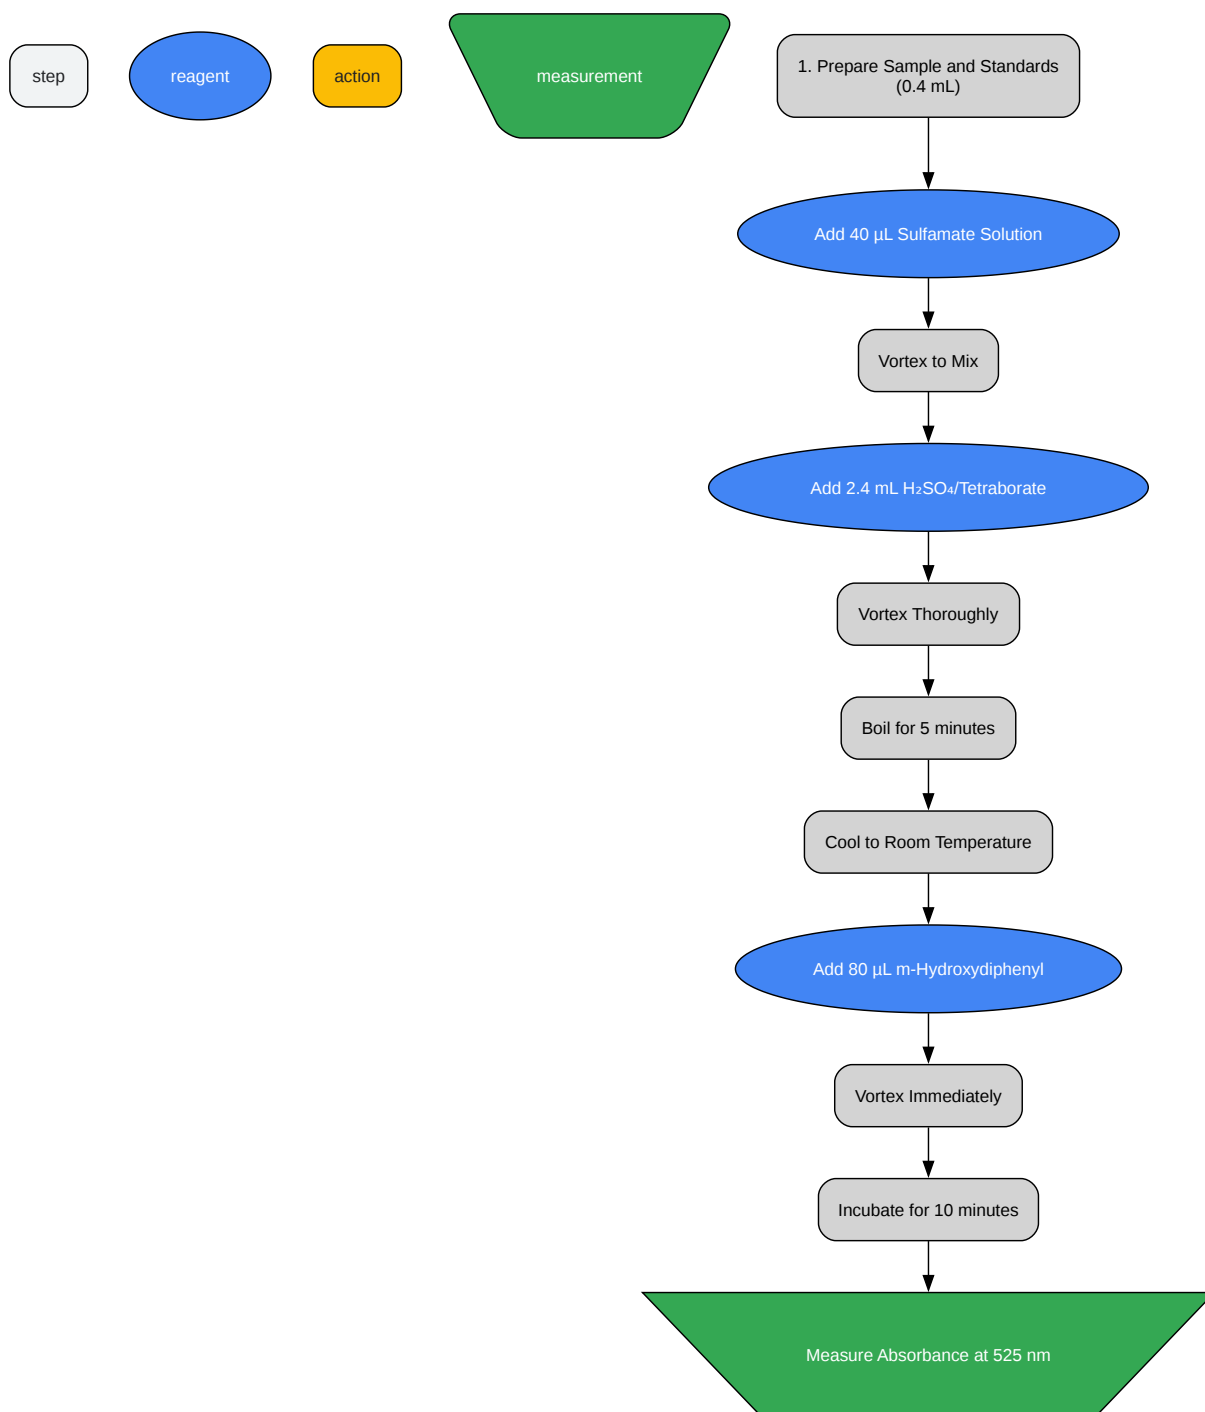 step
reagent
action
measurement
1. Prepare Sample and Standards
(0.4 mL)
Add 40 µL Sulfamate Solution
Vortex to Mix
Add 2.4 mL H₂SO₄/Tetraborate
Vortex Thoroughly
Boil for 5 minutes
Cool to Room Temperature
Add 80 µL m-Hydroxydiphenyl
Vortex Immediately
Incubate for 10 minutes
Measure Absorbance at 525 nm